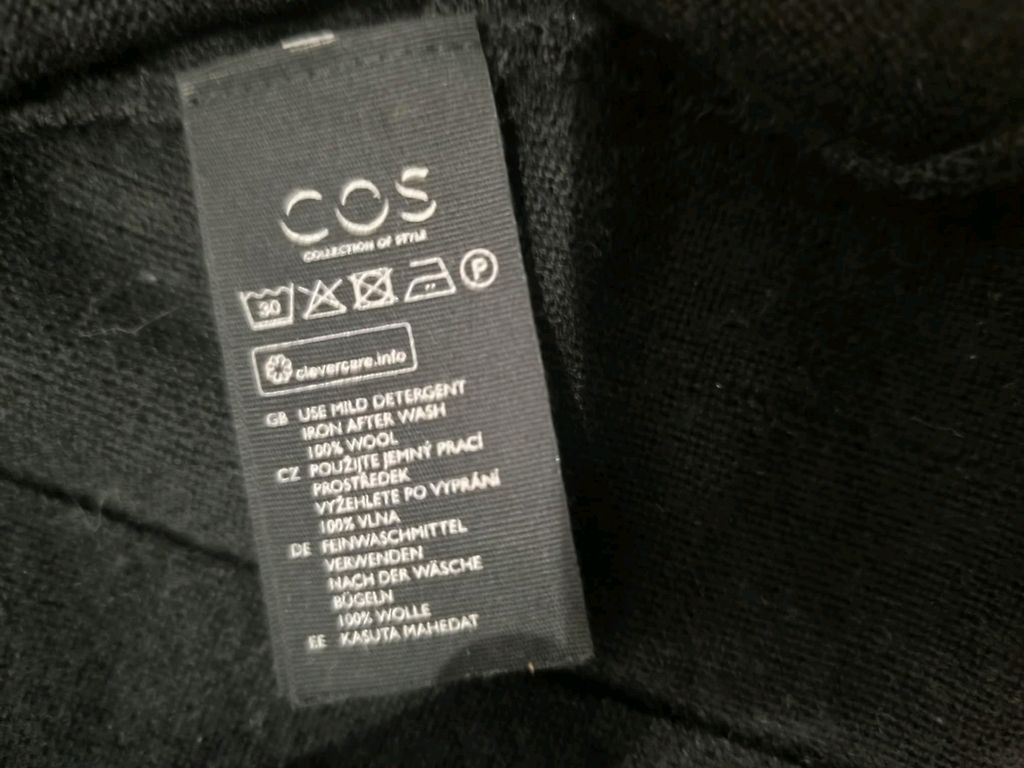 COS
COLLECTION OF STYLE
30 P
clevercare.info
GB USE MILD DETERGENT
IRON AFTER WASH
100% WOOL
CZ POUŽIJTE JEMNÝ PRACÍ
PROSTŘEDEK
VYŽEHLETE PO VYPRÁNÍ
100% VLNA
DE FEINWASCHMITTEL
VERWENDEN
NACH DER WÄSCHE
BÜGELN
100% WOLLE
EE KASUTA MAHEDAT